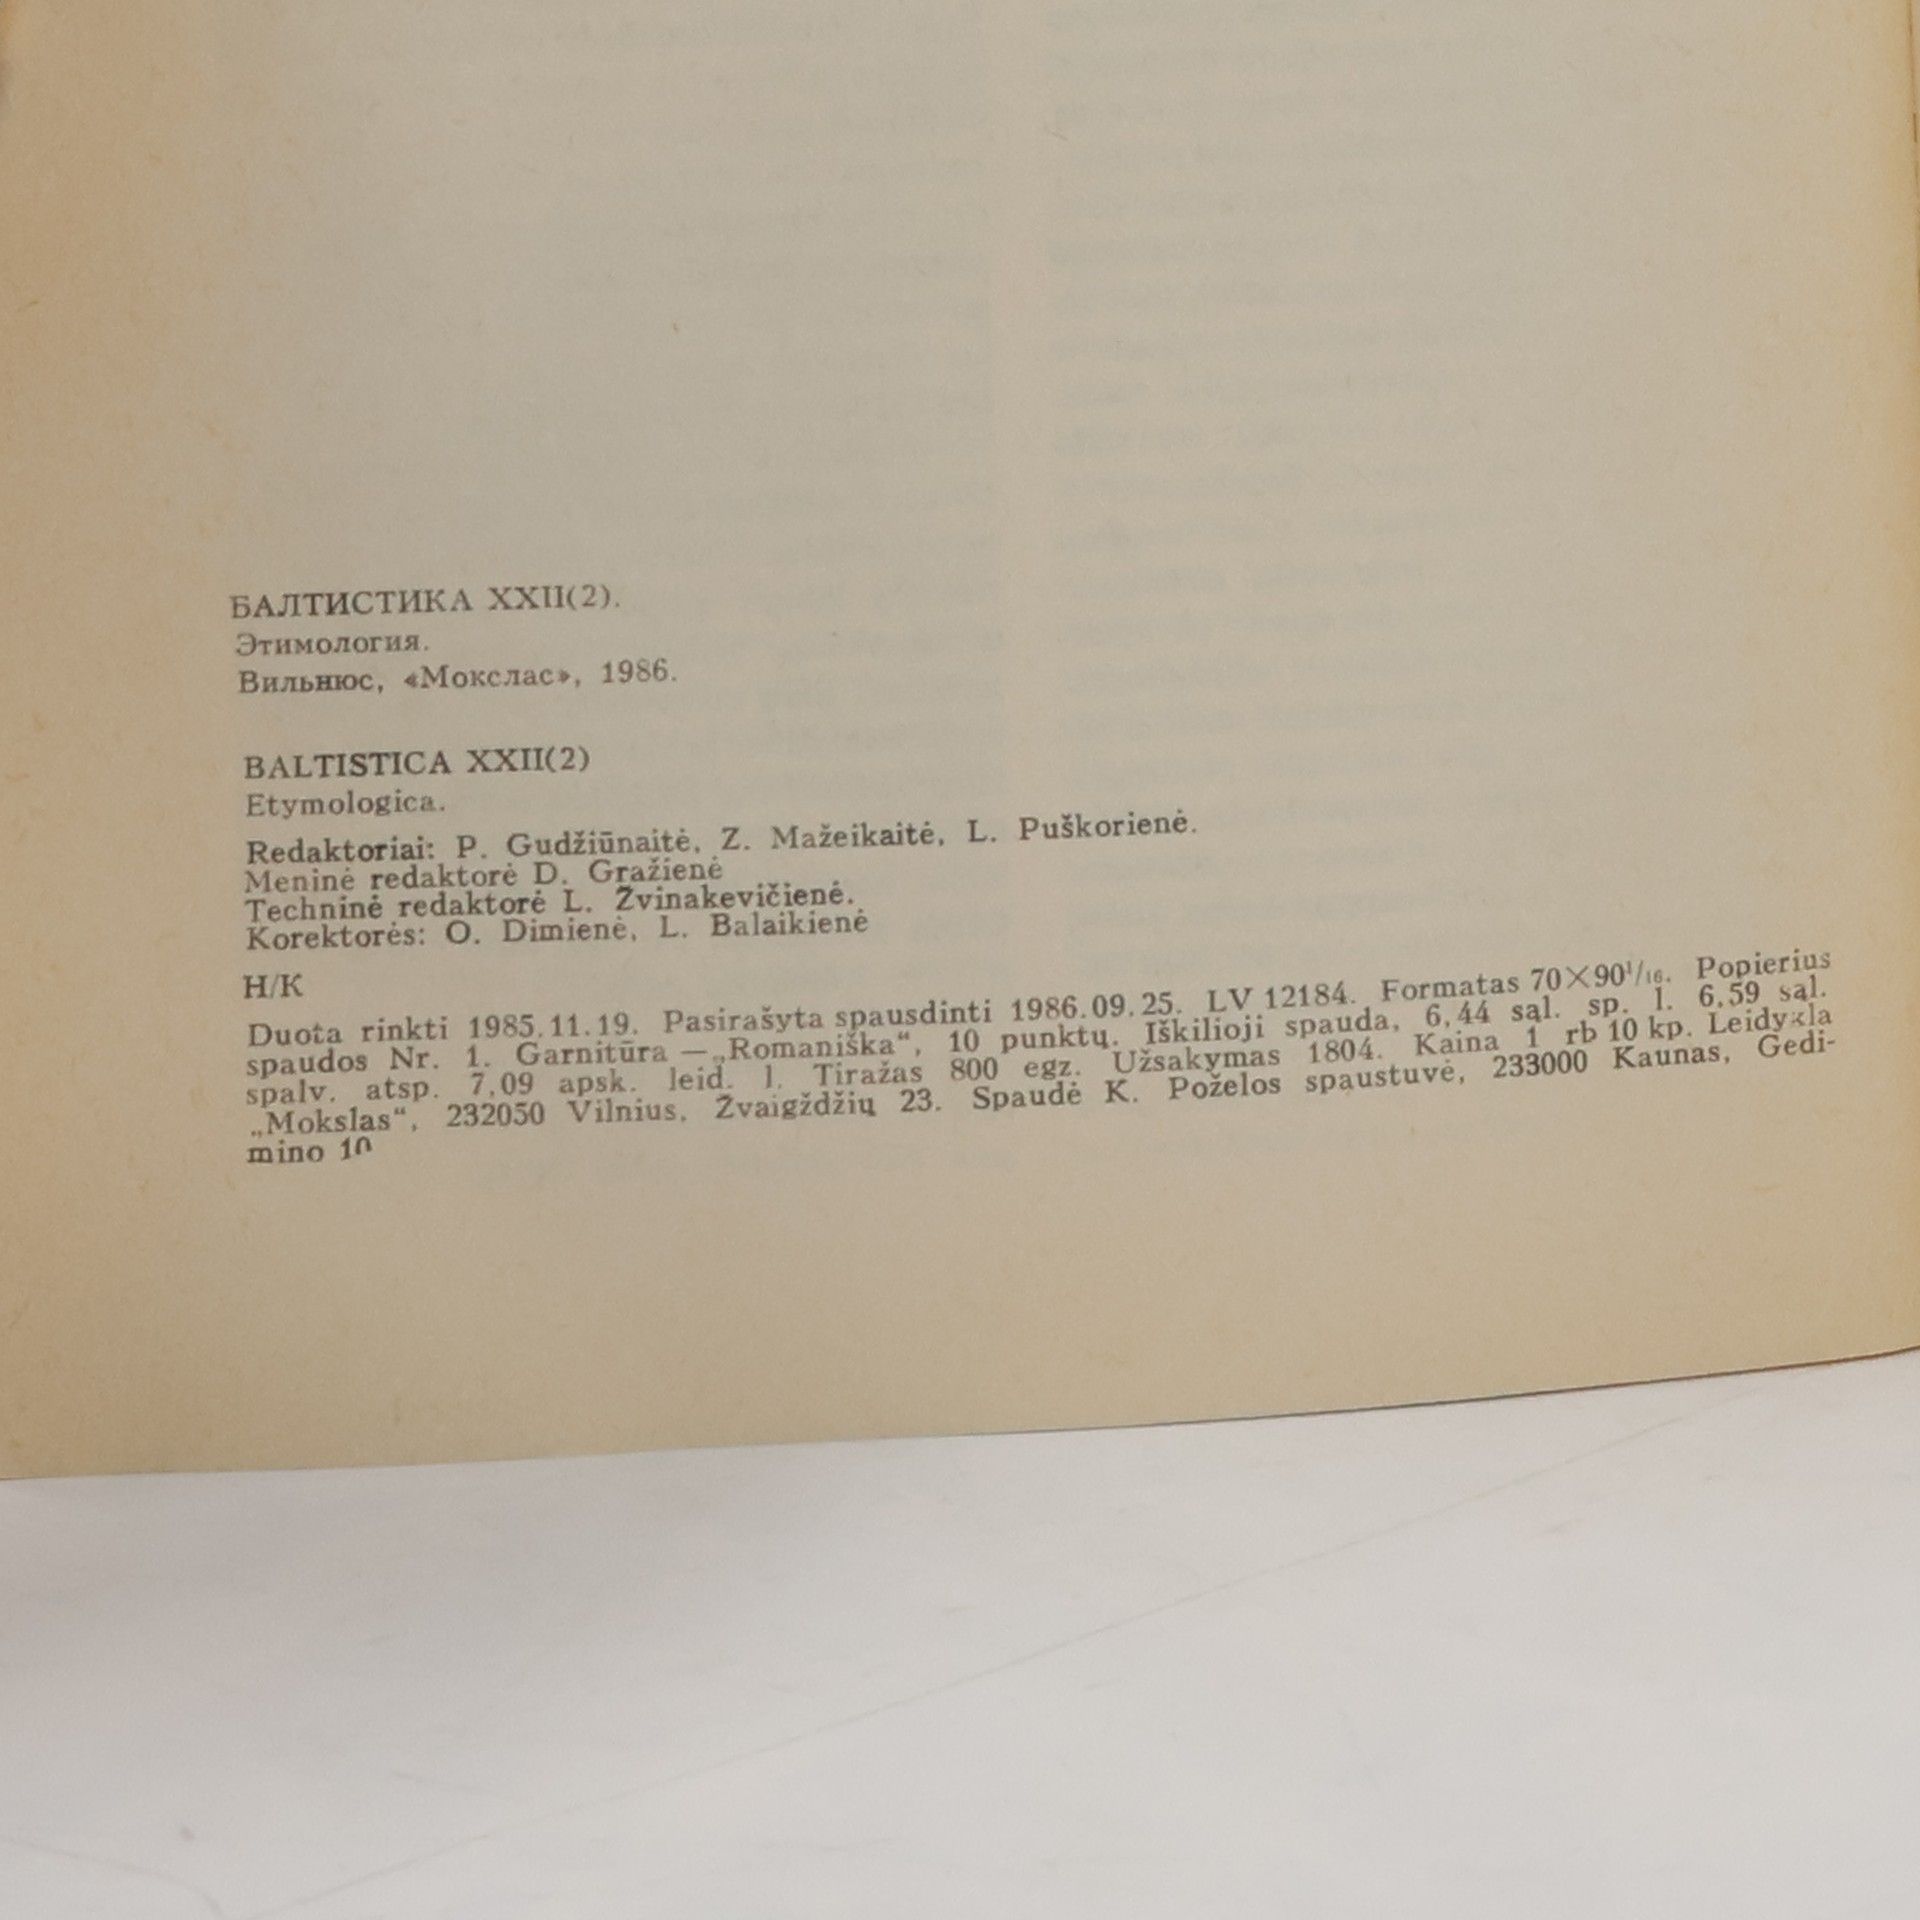 БАЛТИСТИКА XXII(2).
Этимология.
Вильнюс, «Мокслас», 1986.
BALTISTICA XXII(2)
Etymologica.
Redaktoriai: P. Gudžiūnaitė, Z. Mažeikaitė, L. Puškorienė.
Meninė redaktorė D. Gražienė
Techninė redaktorė L. Žvinakevičienė.
Korektorės: O. Dimienė, L. Balaikienė
Н/К
Duota rinkti 1985.11.19. Pasirašyta spausdinti 1986.09.25. LV 12184. Formatas 70×90¹/₁₆. Popierius
spaudos Nr. 1. Garnitūra — „Romaniška“, 10 punktų. Iškilioji spauda, 6,44 sąl. sp. l. 6,59 sąl.
spalv. atsp. 7,09 apsk. leid. l. Tiražas 800 egz. Užsakymas 1804. Kaina 1 rb 10 kp. Leidykla
„Mokslas“, 232050 Vilnius, Žvaigždžių 23. Spaudė K. Poželos spaustuvė, 233000 Kaunas, Gedi-
mino 10